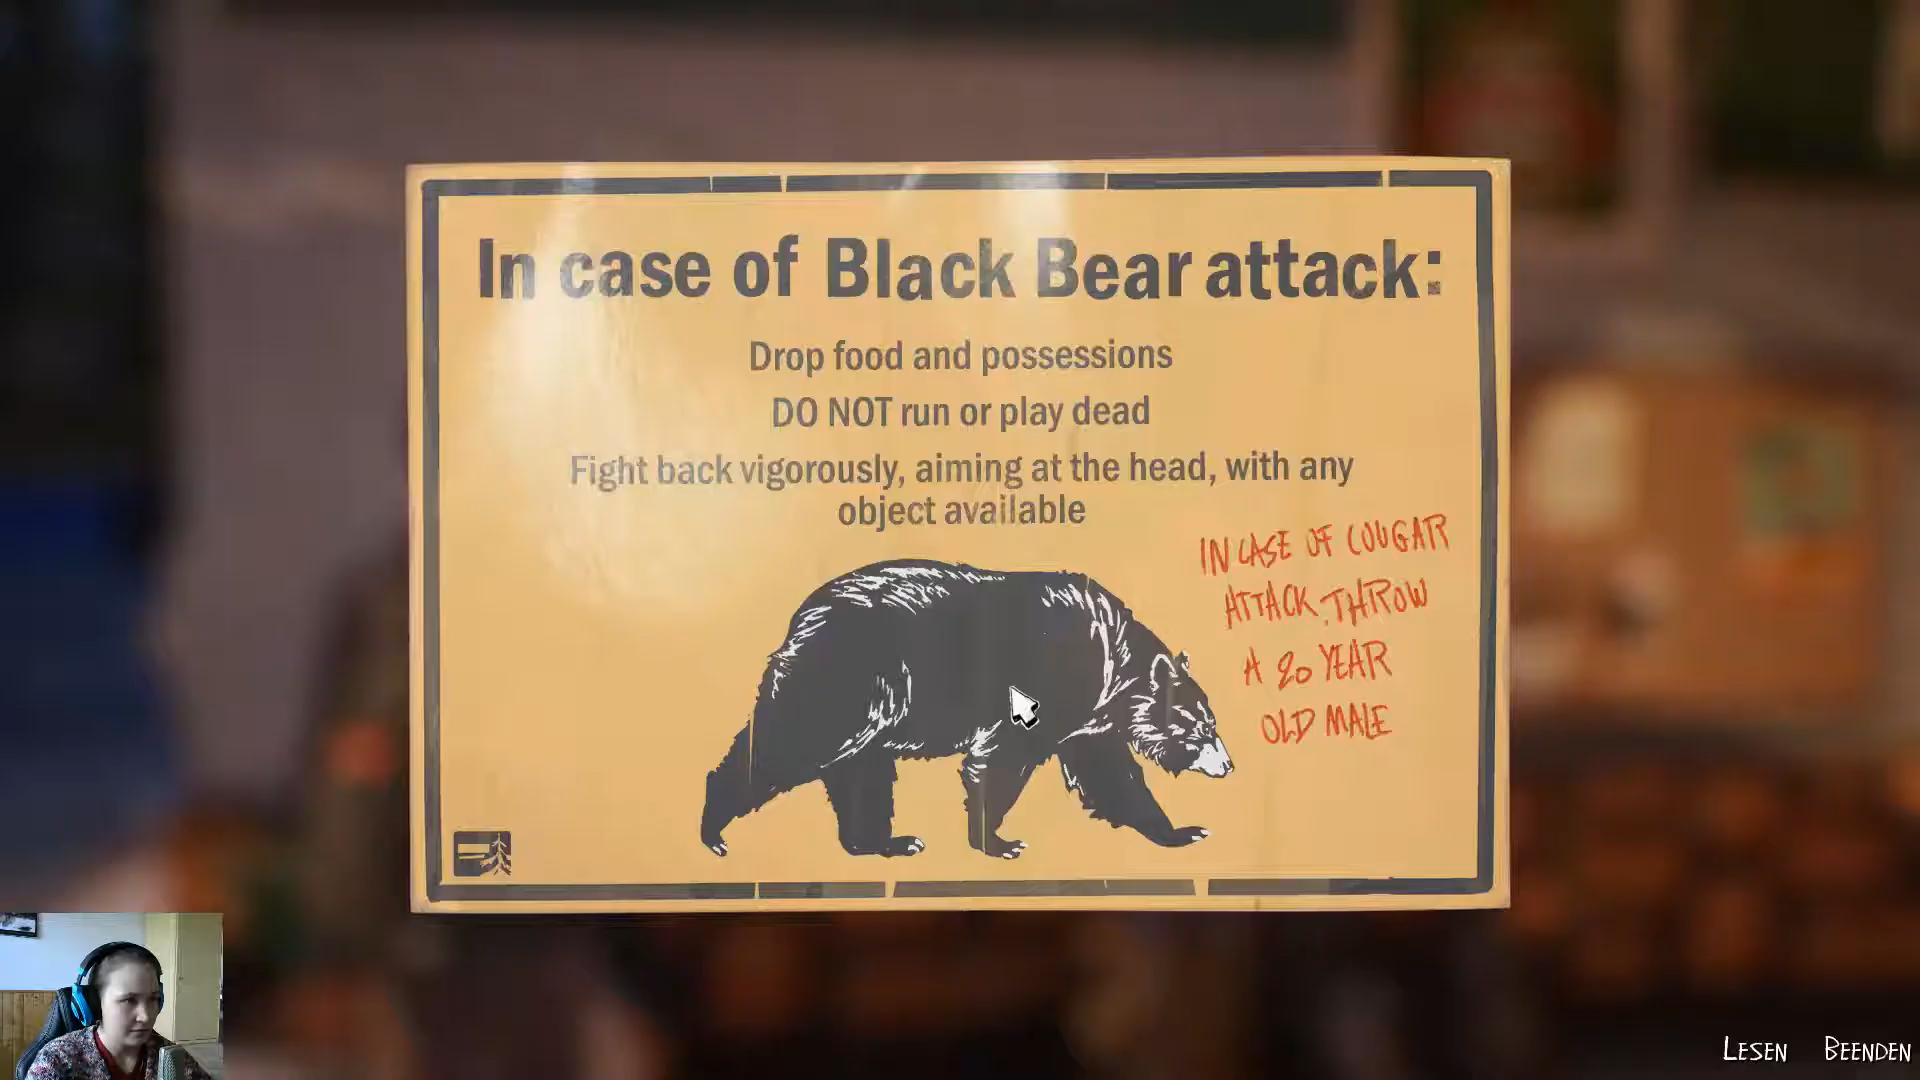 In case of Black Bear attack:
Drop food and possessions
DO NOT run or play dead
Fight back vigorously, aiming at the head, with any
object available
IN CASE OF COUGAR
ATTACK, THROW
A 20 YEAR
OLD MALE
LESEN BEENDEN